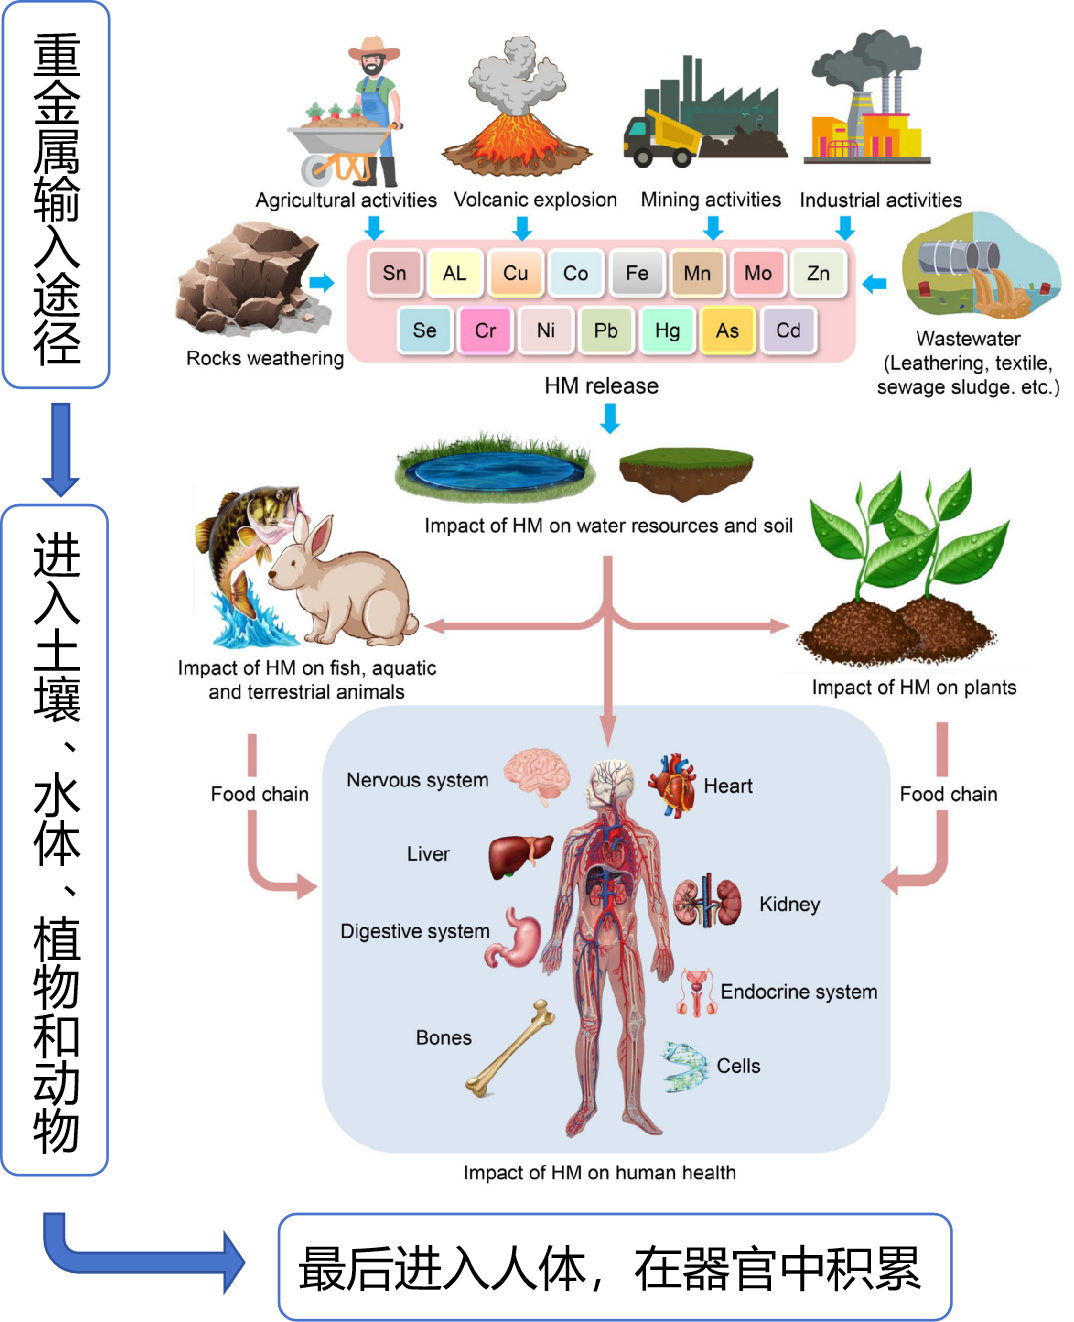 重金属输入途径
Agricultural activities
Volcanic explosion
Mining activities
Industrial activities
Sn AL Cu Co Fe Mn Mo Zn
Se Cr Ni Pb Hg As Cd
Rocks weathering
Wastewater
(Leathering, textile,
sewage sludge. etc.)
HM release
Impact of HM on water resources and soil
进入土壤、水体、植物和动物
Impact of HM on fish, aquatic
and terrestrial animals
Impact of HM on plants
Food chain
Food chain
Nervous system
Heart
Liver
Kidney
Digestive system
Endocrine system
Bones
Cells
Impact of HM on human health
最后进入人体，在器官中积累